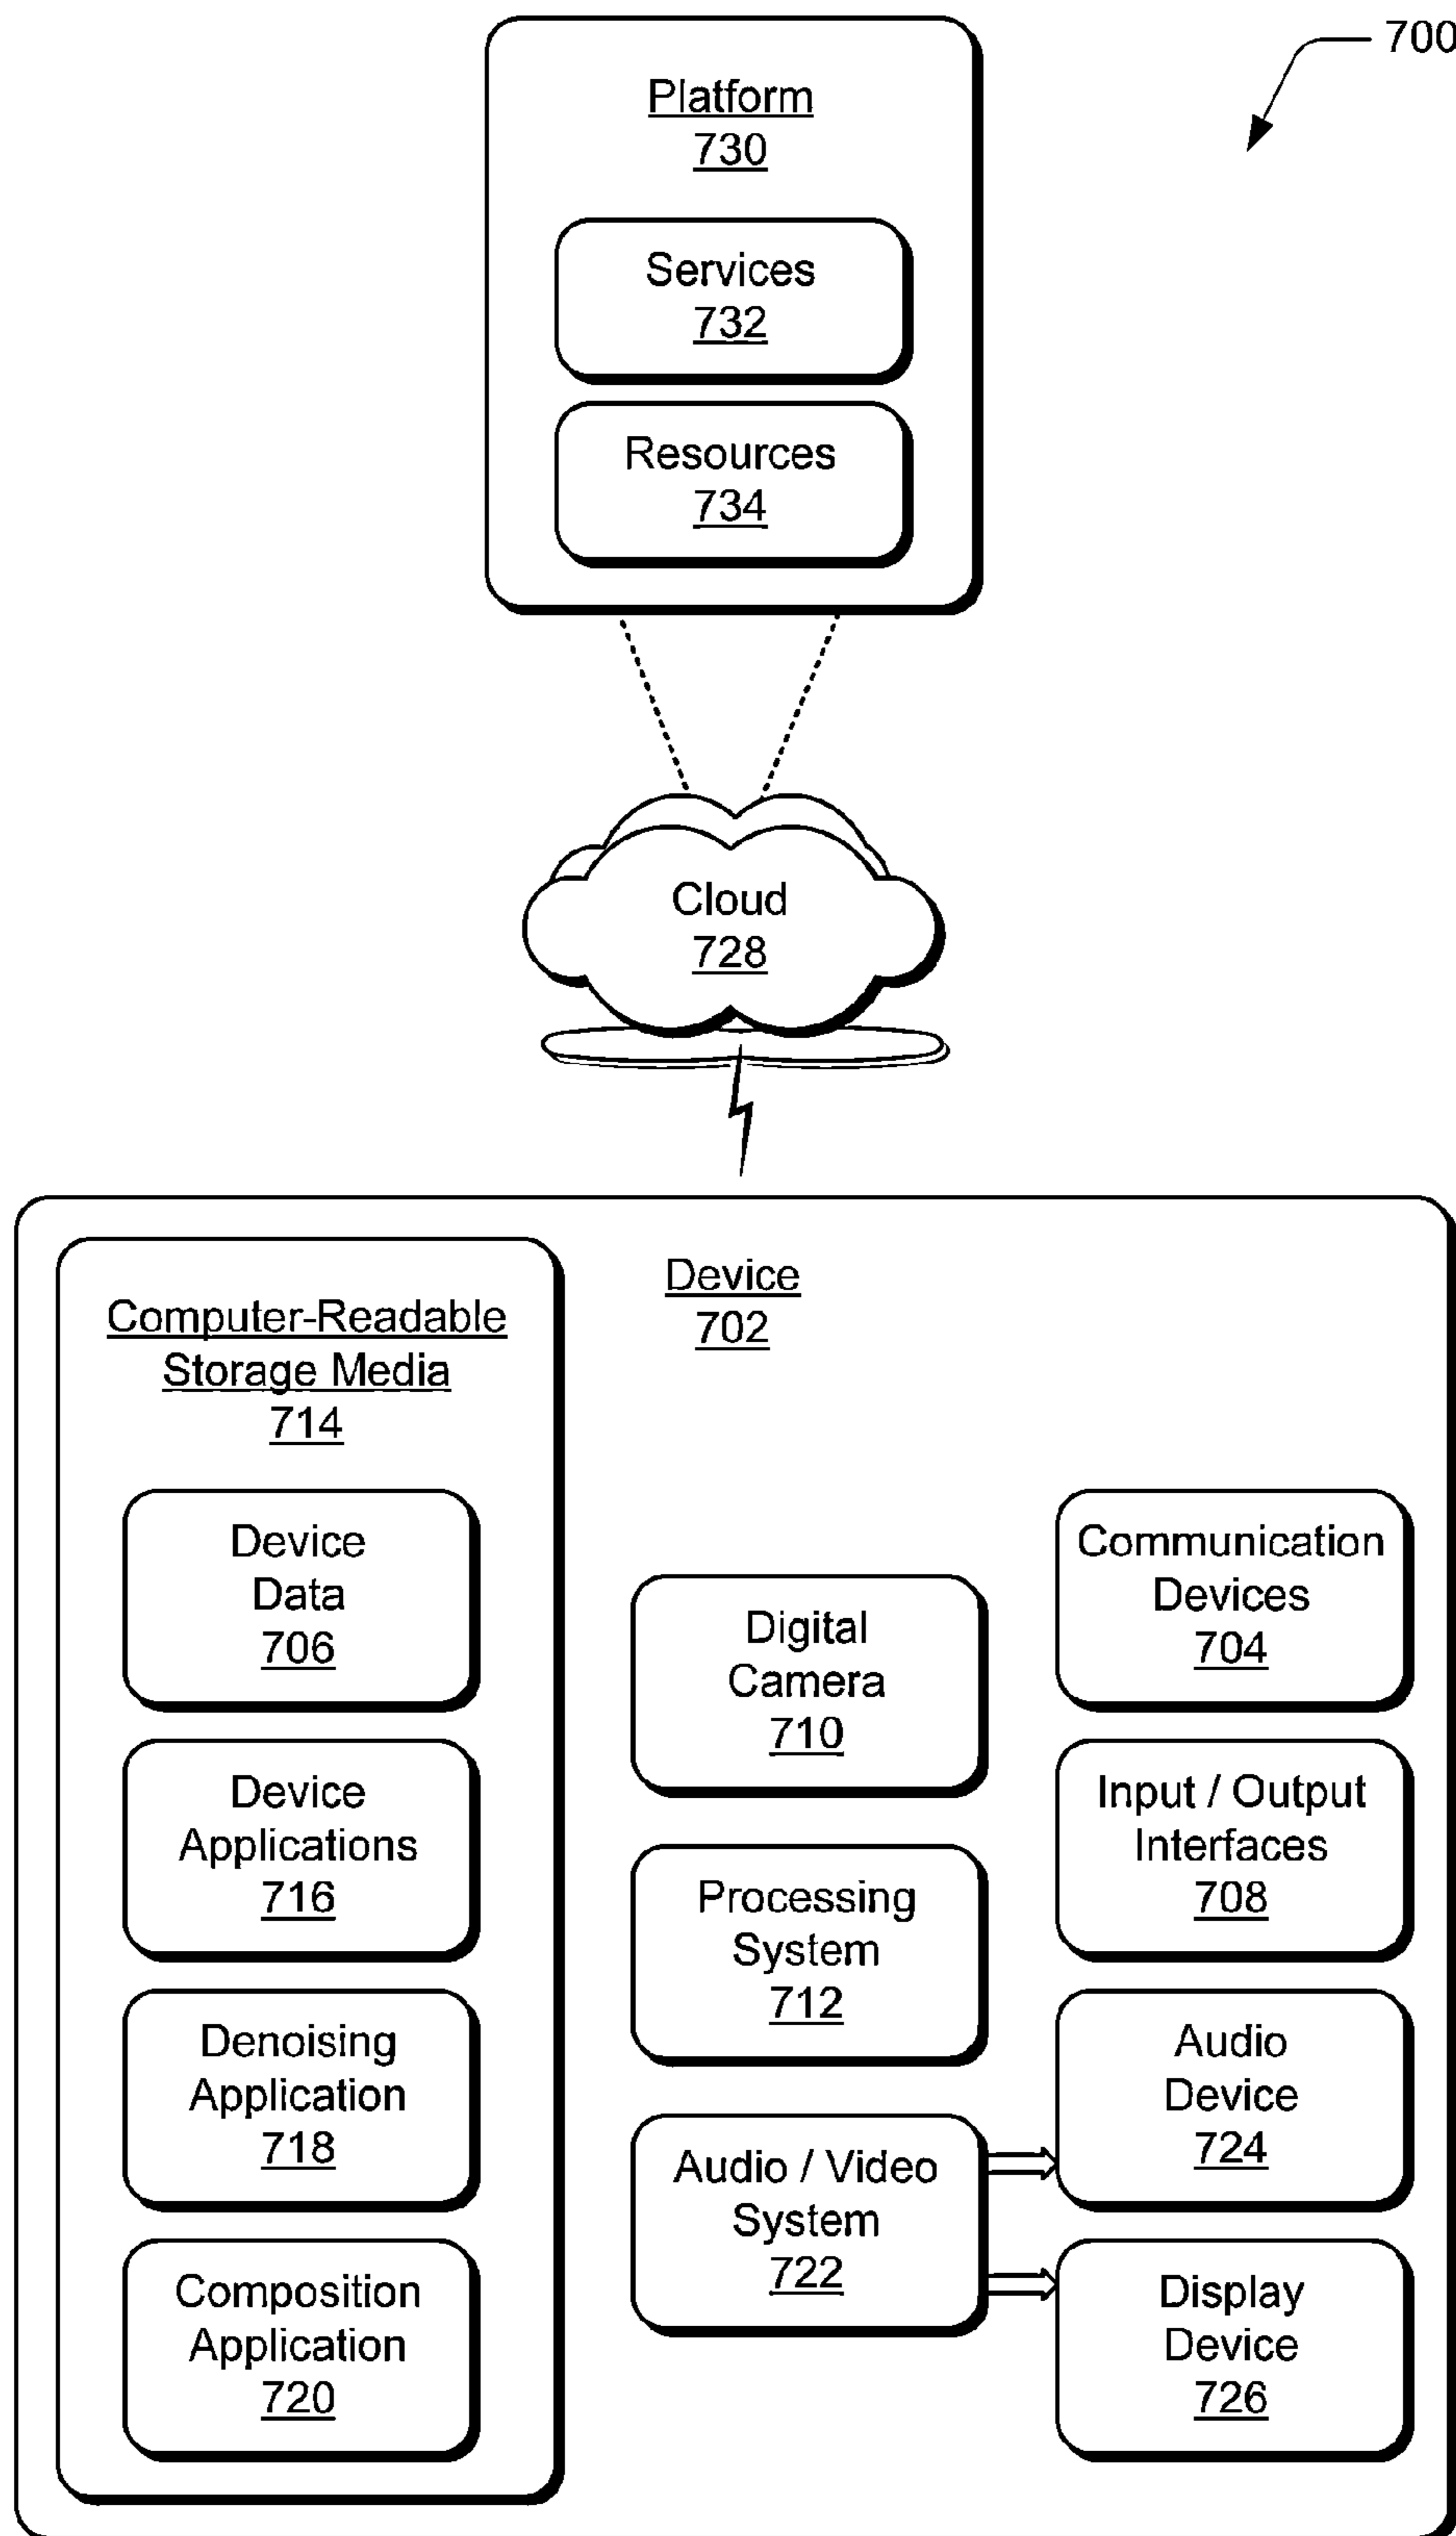 700
Platform
730
Services
732
Resources
734
Cloud
728
Device
702
Computer-Readable
Storage Media
714
Device
Data
706
Device
Applications
716
Denoising
Application
718
Composition
Application
720
Digital
Camera
710
Processing
System
712
Audio / Video
System
722
Communication
Devices
704
Input / Output
Interfaces
708
Audio
Device
724
Display
Device
726